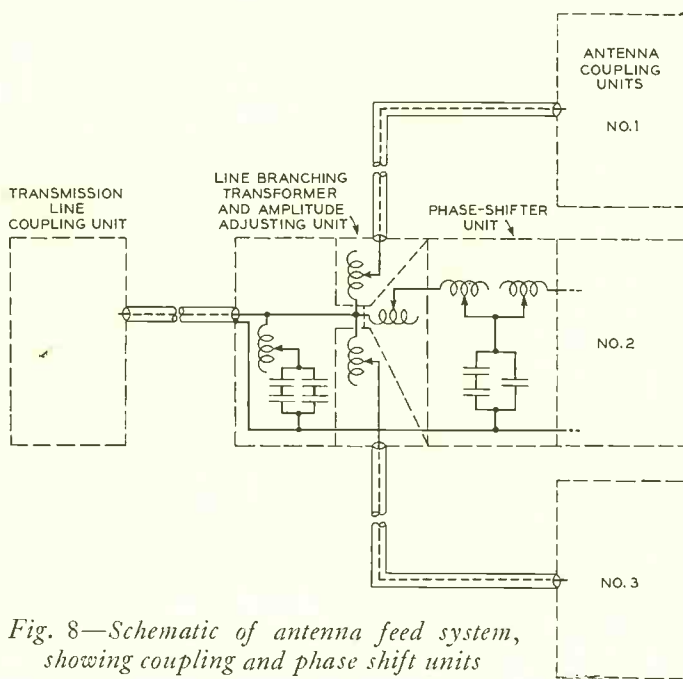 ANTENNA
COUPLING
UNITS
NO.1
TRANSMISSION
LINE
COUPLING UNIT
LINE BRANCHING
TRANSFORMER
AND AMPLITUDE
ADJUSTING UNIT
PHASE-SHIFTER
UNIT
NO.2
NO.3
Fig. 8—Schematic of antenna feed system,
showing coupling and phase shift units